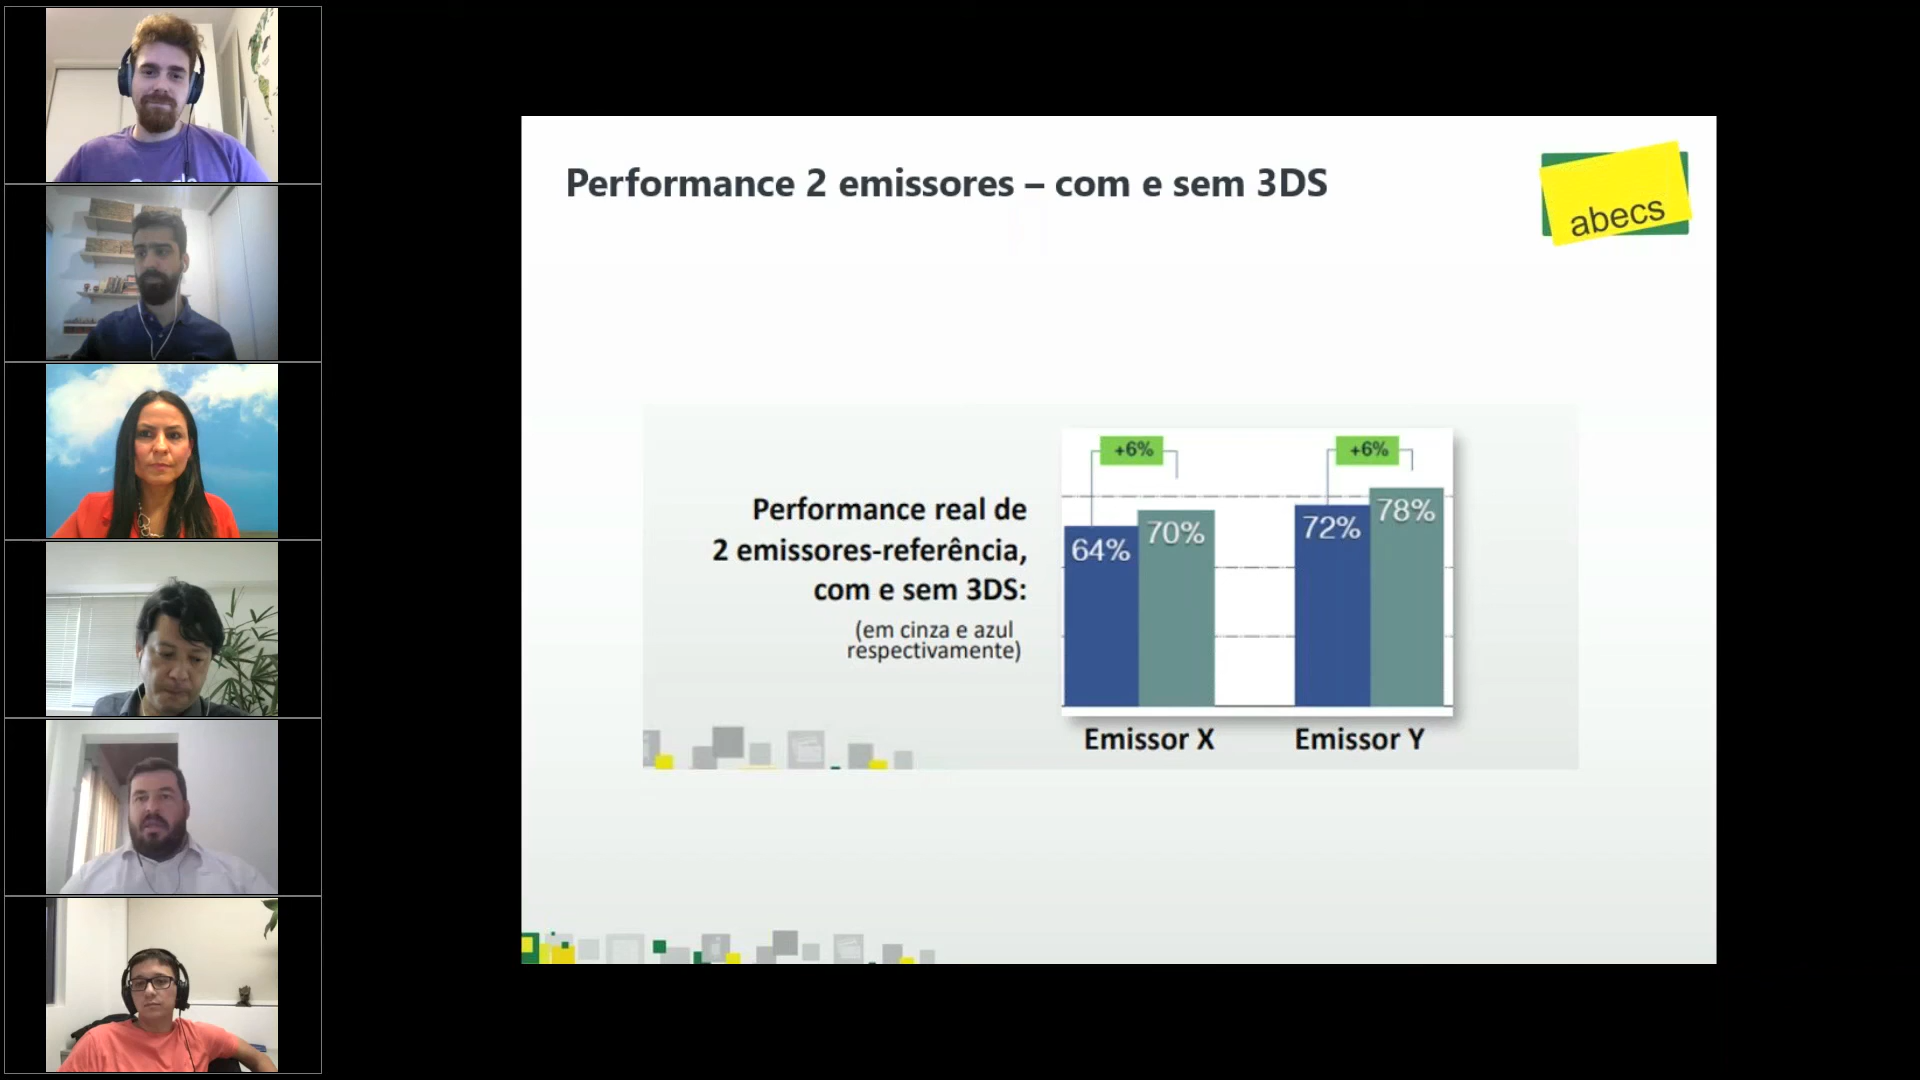 Performance 2 emissores – com e sem 3DS
abecs
Performance real de
2 emissores-referência,
com e sem 3DS:
(em cinza e azul
respectivamente)
+6%
+6%
64%
70%
72%
78%
Emissor X
Emissor Y